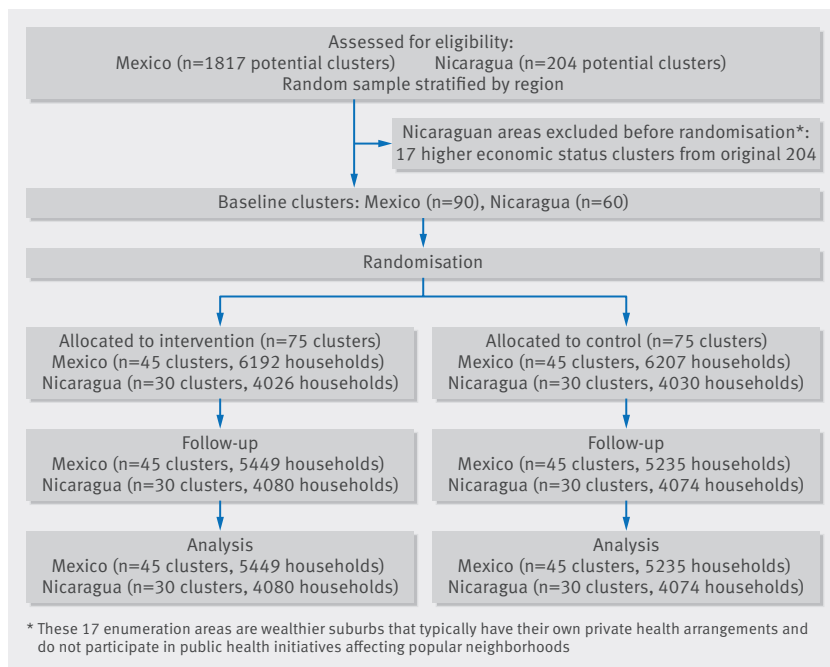 Assessed for eligibility:
Mexico (n=1817 potential clusters) Nicaragua (n=204 potential clusters)
Random sample stratified by region
Nicaraguan areas excluded before randomisation*:
17 higher economic status clusters from original 204
Baseline clusters: Mexico (n=90), Nicaragua (n=60)
Randomisation
Allocated to intervention (n=75 clusters)
Mexico (n=45 clusters, 6192 households)
Nicaragua (n=30 clusters, 4026 households)
Allocated to control (n=75 clusters)
Mexico (n=45 clusters, 6207 households)
Nicaragua (n=30 clusters, 4030 households)
Follow-up
Mexico (n=45 clusters, 5449 households)
Nicaragua (n=30 clusters, 4080 households)
Follow-up
Mexico (n=45 clusters, 5235 households)
Nicaragua (n=30 clusters, 4074 households)
Analysis
Mexico (n=45 clusters, 5449 households)
Nicaragua (n=30 clusters, 4080 households)
Analysis
Mexico (n=45 clusters, 5235 households)
Nicaragua (n=30 clusters, 4074 households)
* These 17 enumeration areas are wealthier suburbs that typically have their own private health arrangements and
do not participate in public health initiatives affecting popular neighborhoods